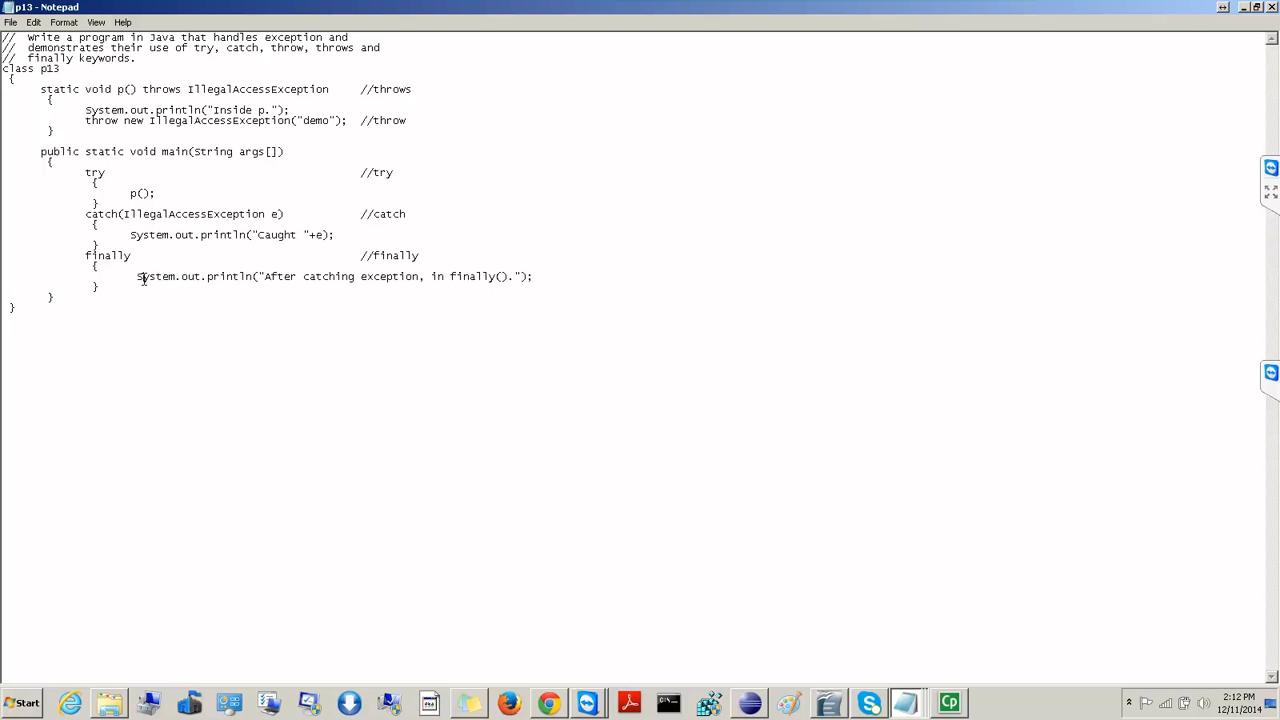 p13 - Notepad
File Edit Format View Help
// Write a program in Java that handles exception and
// demonstrates their use of try, catch, throw, throws and
// finally keywords.
class p13
{
static void p() throws IllegalAccessException //throws
{
System.out.println("Inside p.");
throw new IllegalAccessException("demo"); //throw
}
public static void main(String args[])
{
try //try
{
p();
}
catch(IllegalAccessException e) //catch
{
System.out.println("Caught "+e);
}
finally //finally
{
System.out.println("After catching exception, in finally().");
}
}
}
Start
Cp
2:12 PM
12/11/2014